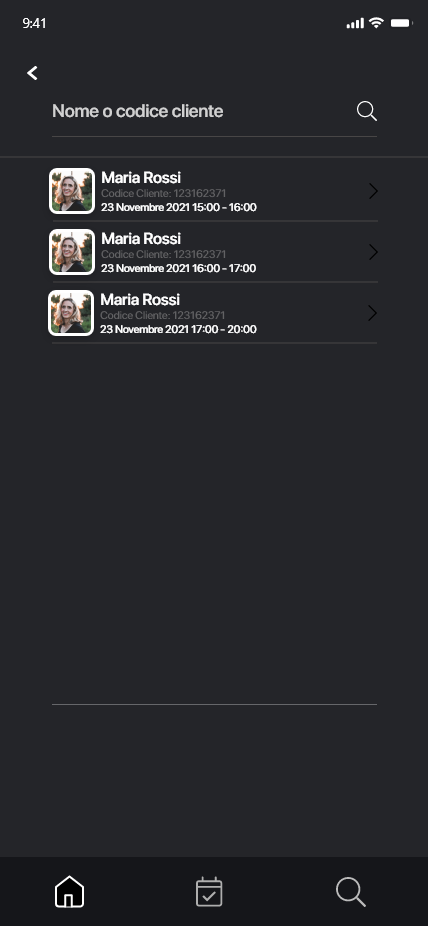 9:41
Nome o codice cliente
Maria Rossi
Codice Cliente: 123162371
23 Novembre 2021 15:00 - 16:00
Maria Rossi
Codice Cliente: 123162371
23 Novembre 2021 16:00 - 17:00
Maria Rossi
Codice Cliente: 123162371
23 Novembre 2021 17:00 - 20:00